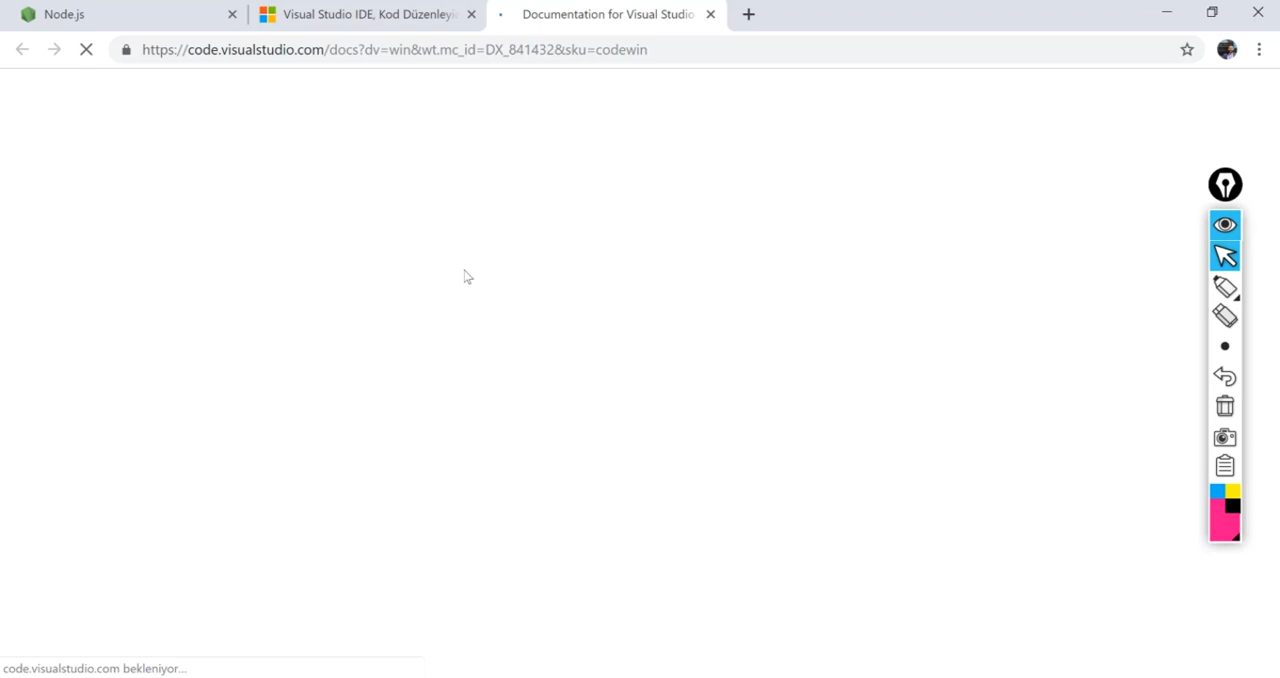 Node.js
Visual Studio IDE, Kod Düzenleyic
Documentation for Visual Studio
https://code.visualstudio.com/docs?dv=win&wt.mc_id=DX_841432&sku=codewin
code.visualstudio.com bekleniyor...